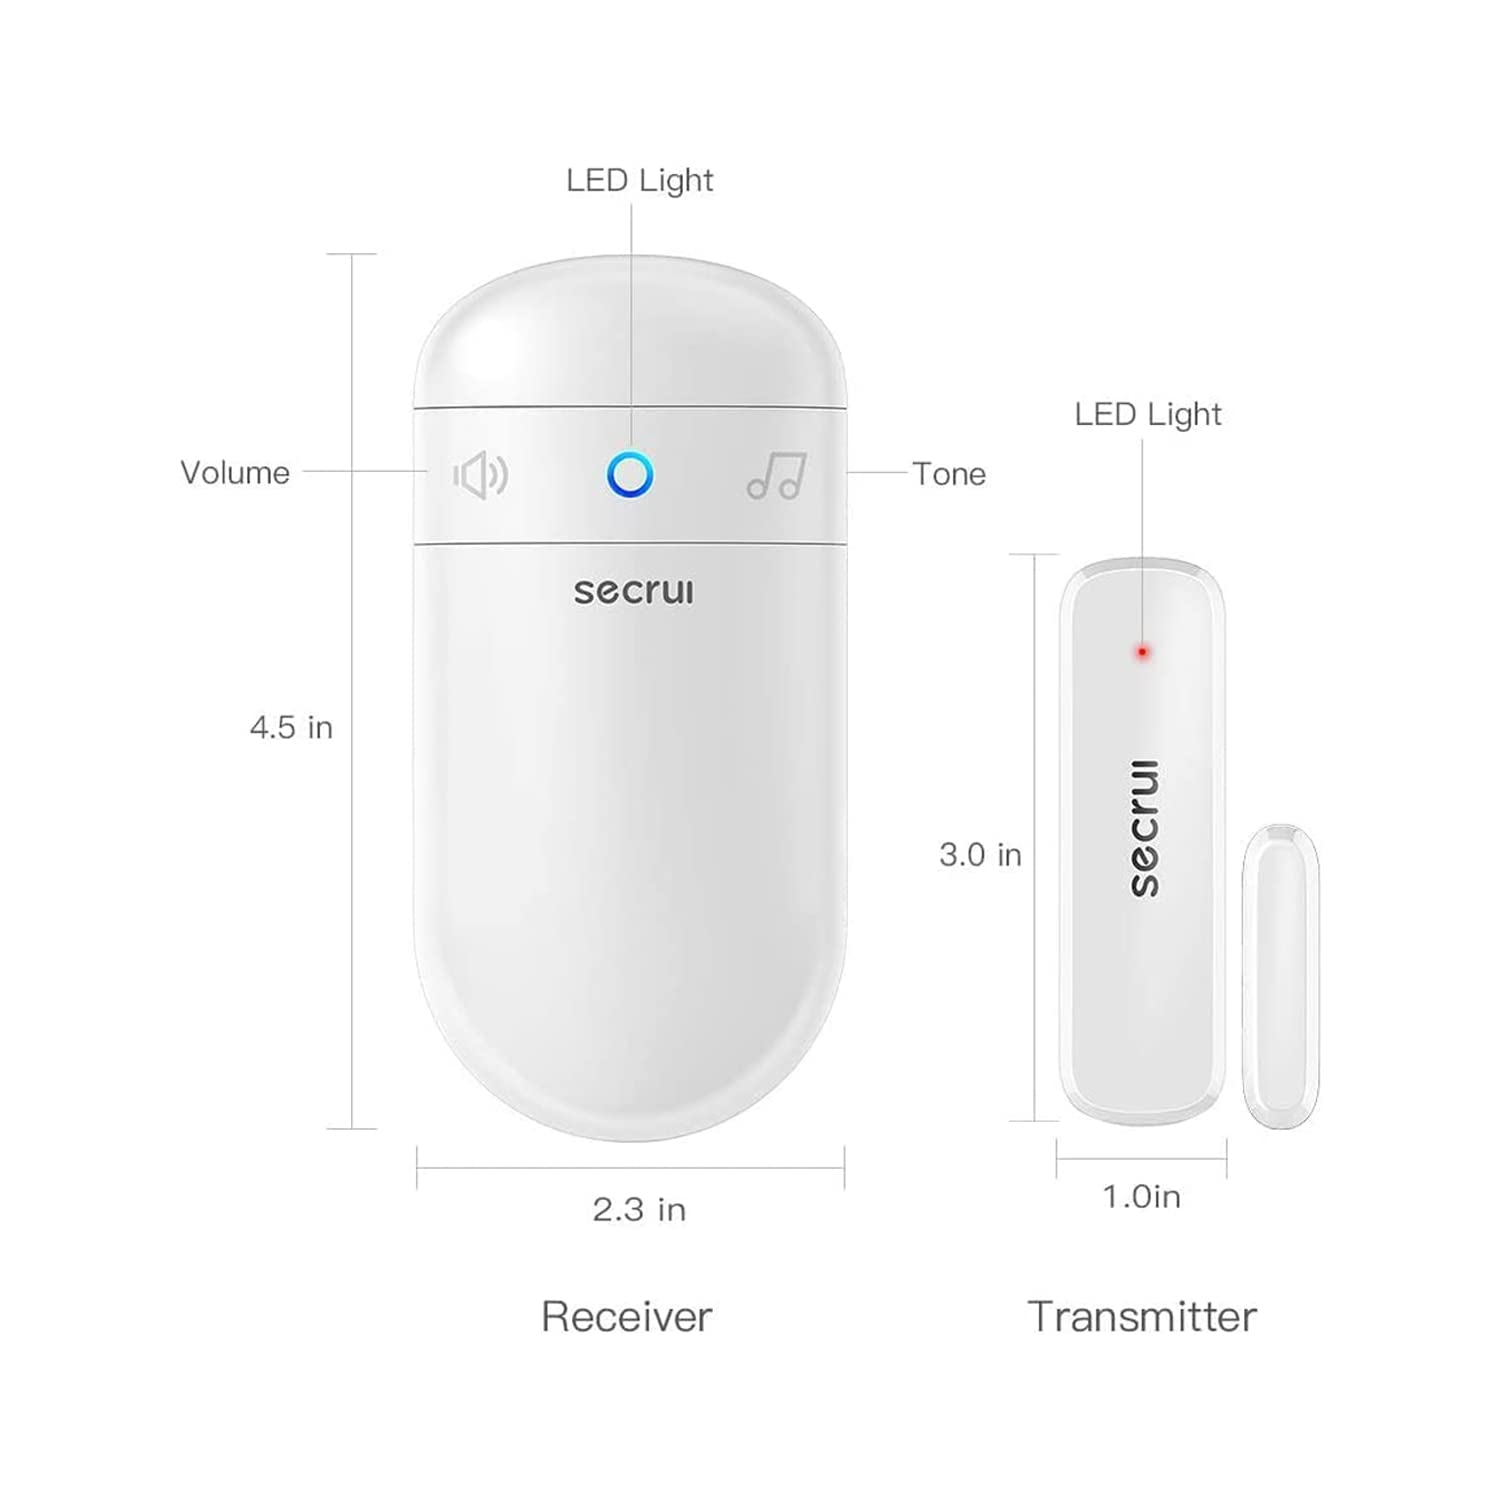 LED Light
Volume
Tone
secrui
4.5 in
2.3 in
Receiver
LED Light
secrui
3.0 in
1.0in
Transmitter